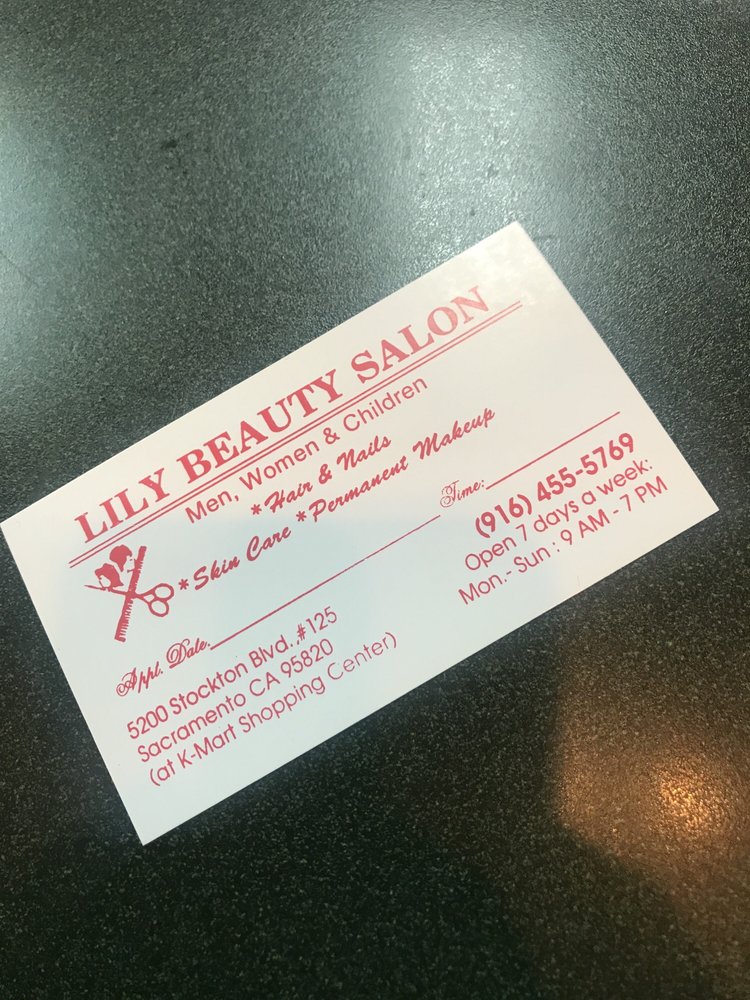 LILY BEAUTY SALON
Men, Women & Children
*Hair & Nails
*Skin Care *Permanent Makeup
Appt. Date. Time:
(916) 455-5769
Open 7 days a week:
Mon.- Sun : 9 AM - 7 PM
5200 Stockton Blvd.,#125
Sacramento CA 95820
(at K-Mart Shopping Center)